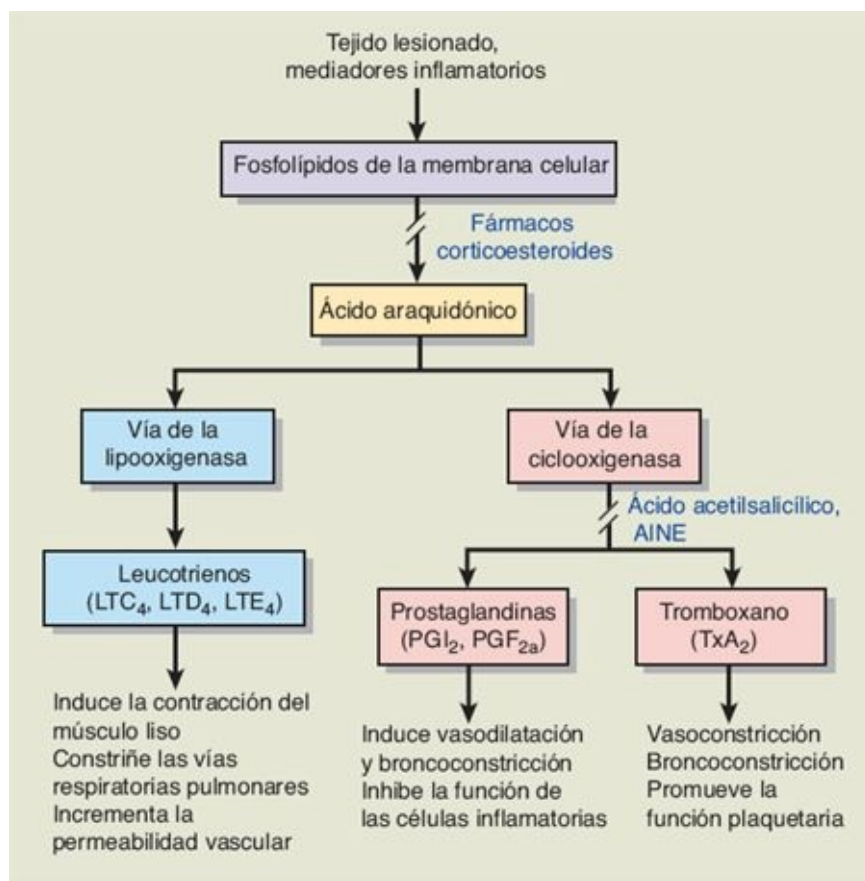 Tejido lesionado,
mediadores inflamatorios
Fosfolípidos de la membrana celular
Fármacos
corticoesteroides
Ácido araquidónico
Vía de la
lipooxigenasa
Vía de la
ciclooxigenasa
Ácido acetilsalicílico,
AINE
Leucotrienos
(LTC₄, LTD₄, LTE₄)
Prostaglandinas
(PGI₂, PGF₂ₐ)
Tromboxano
(TxA₂)
Induce la contracción del
músculo liso
Constriñe las vías
respiratorias pulmonares
Incrementa la
permeabilidad vascular
Induce vasodilatación
y broncoconstricción
Inhibe la función de
las células inflamatorias
Vasoconstricción
Broncoconstricción
Promueve la
función plaquetaria